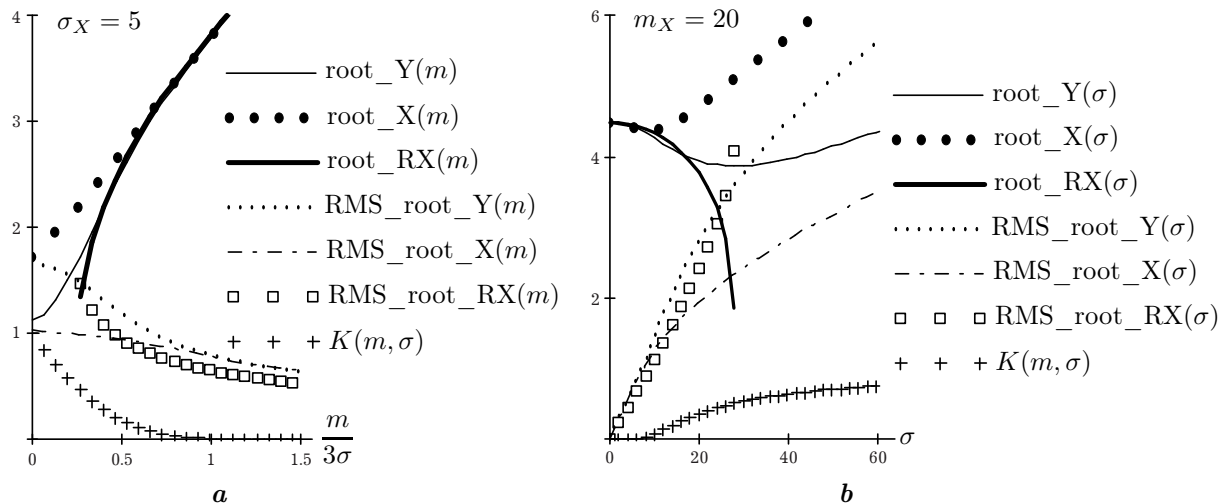 4
σ_X = 5
root_Y(m)
root_X(m)
root_RX(m)
RMS_root_Y(m)
RMS_root_X(m)
RMS_root_RX(m)
K(m, σ)
3
2
1
0
0.5
1
1.5
m
3σ
a
6
m_X = 20
root_Y(σ)
root_X(σ)
root_RX(σ)
RMS_root_Y(σ)
RMS_root_X(σ)
RMS_root_RX(σ)
K(m, σ)
4
2
0
20
40
60
σ
b